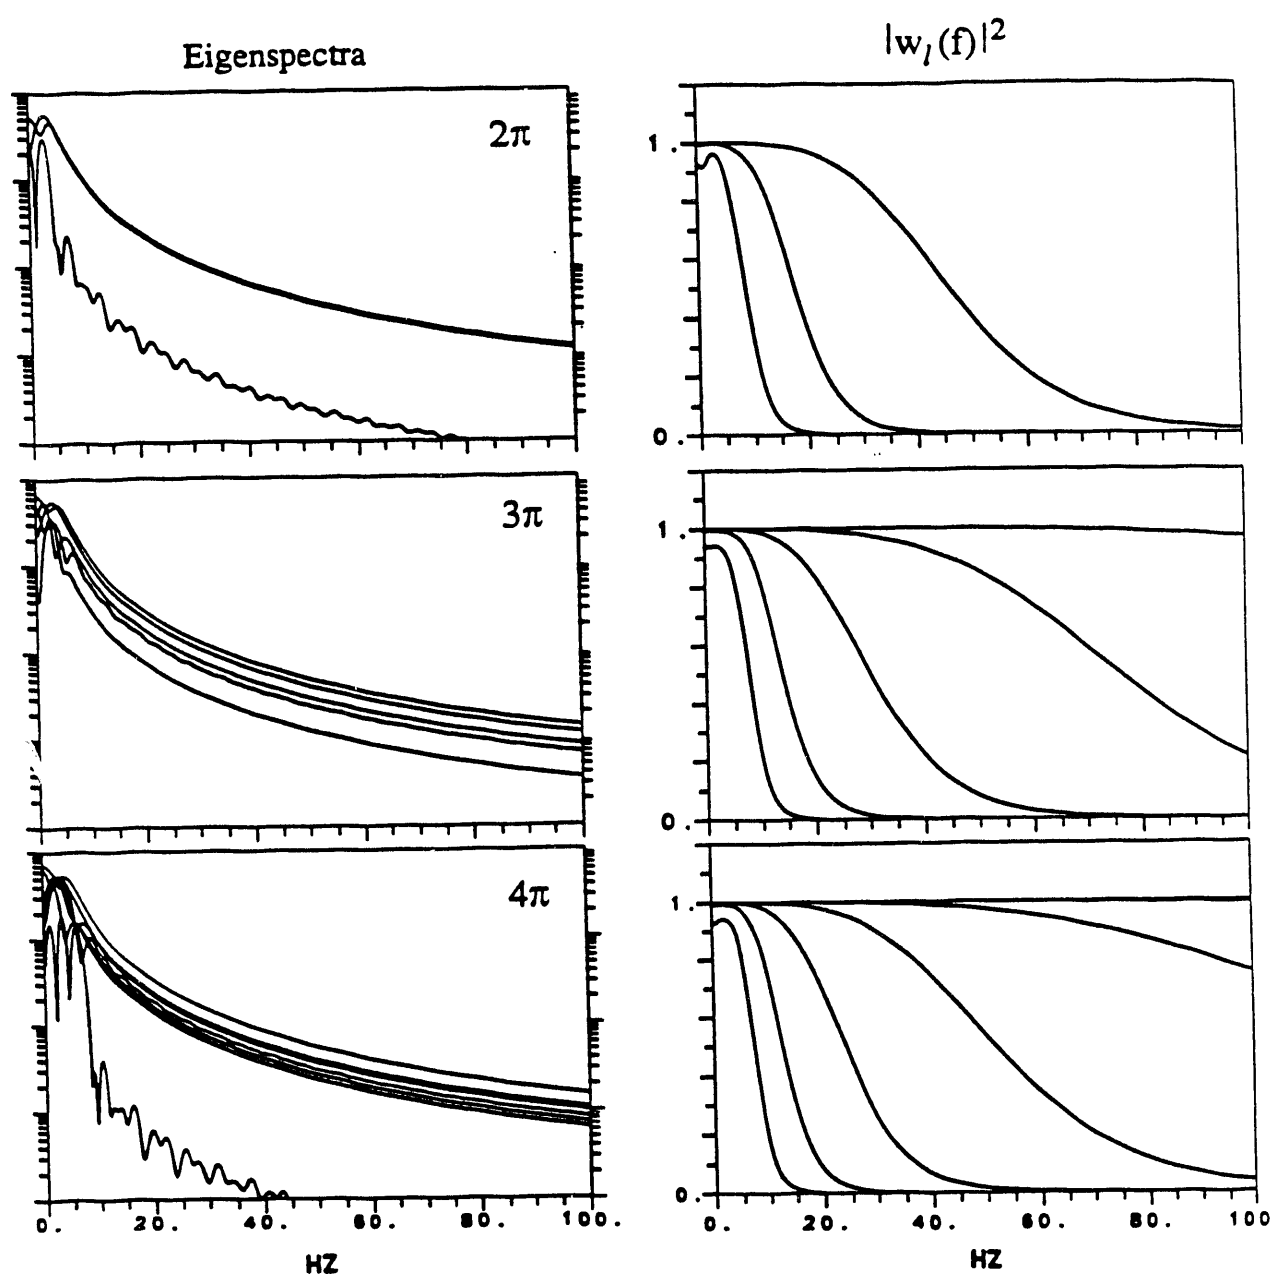 Eigenspectra
|w_l(f)|²
2π
1.
0.
3π
1.
0.
4π
1.
0.
0. 20. 40. 60. 80. 100.
0. 20. 40. 60. 80. 100
HZ
HZ